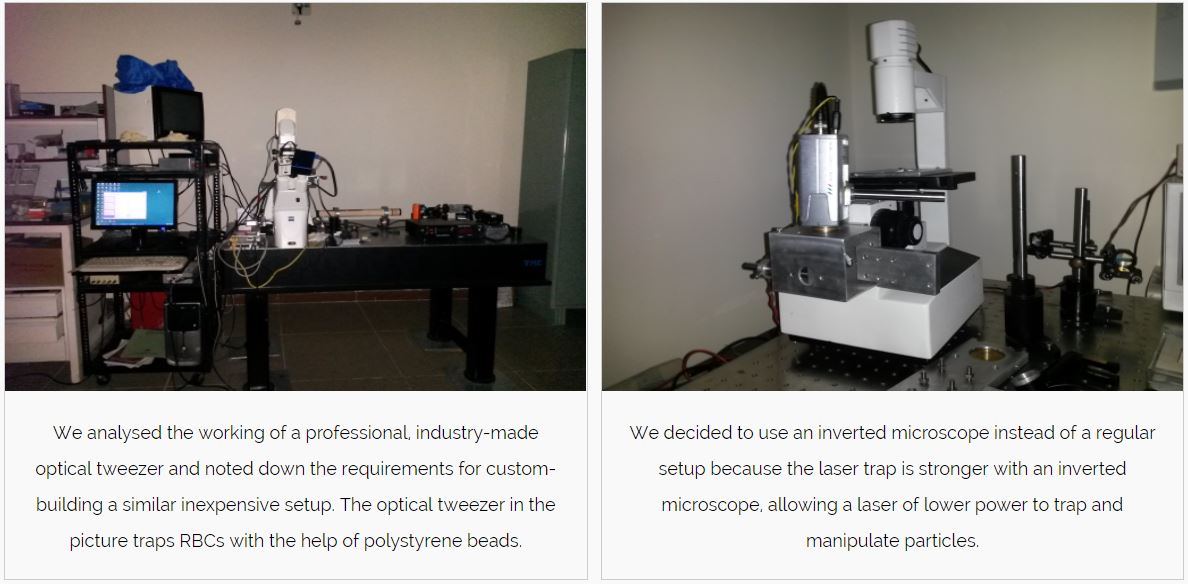 TMC
We analysed the working of a professional, industry-made
optical tweezer and noted down the requirements for custom-
building a similar inexpensive setup. The optical tweezer in the
picture traps RBCs with the help of polystyrene beads.
We decided to use an inverted microscope instead of a regular
setup because the laser trap is stronger with an inverted
microscope, allowing a laser of lower power to trap and
manipulate particles.